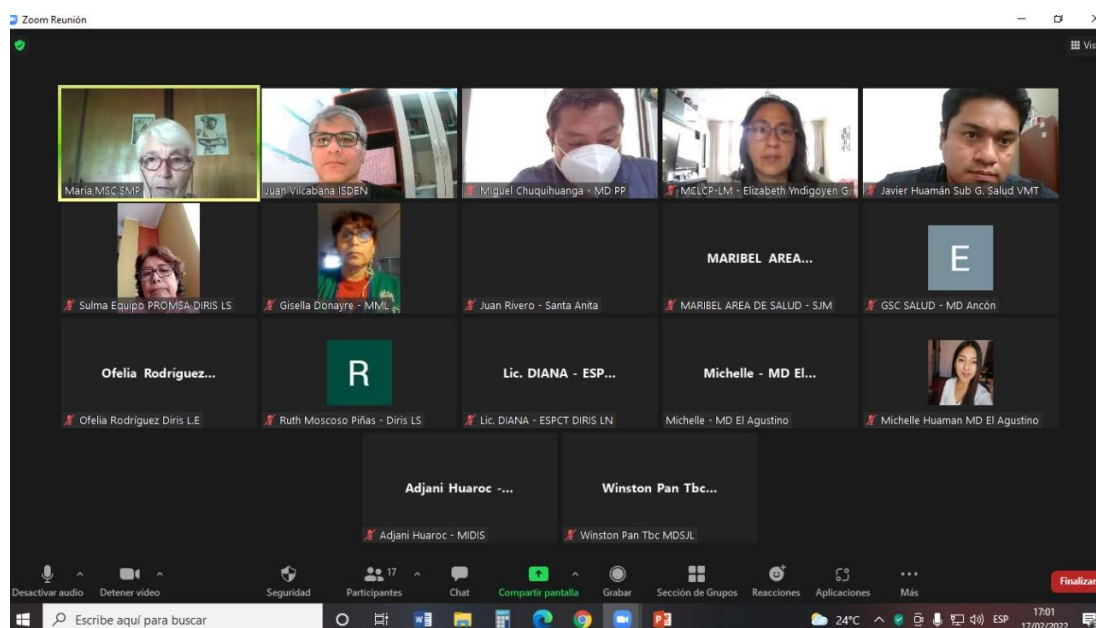 Zoom Reunión
Vis
Maria,MSC.SMP
Juan Vilcabana ISDEN
Miguel Chuquihuanga - MD PP
MCLCP-LM - Elizabeth Yndigoyen G.
Javier Huamán Sub G. Salud VMT
Sulma Equipo PROMSA DIRIS LS
Gisella Donayre - MML
Juan Rivero - Santa Anita
MARIBEL AREA...
MARIBEL AREA DE SALUD - SJM
E
GSC SALUD - MD Ancón
Ofelia Rodríguez...
Ofelia Rodríguez Diris L.E
R
Ruth Moscoso Piñas - Diris LS
Lic. DIANA - ESP...
Lic. DIANA - ESPCT DIRIS LN
Michelle - MD El...
Michelle - MD El Agustino
Michelle Huaman MD El Agustino
Adjani Huaroc -...
Adjani Huaroc - MIDIS
Winston Pan Tbc...
Winston Pan Tbc MDSJL
Desactivar audio
Detener video
Seguridad
17
Participantes
Chat
Compartir pantalla
Grabar
Sección de Grupos
Reacciones
Aplicaciones
Más
Finalizar
Escribe aquí para buscar
24°C
ESP
17:01
17/02/2022